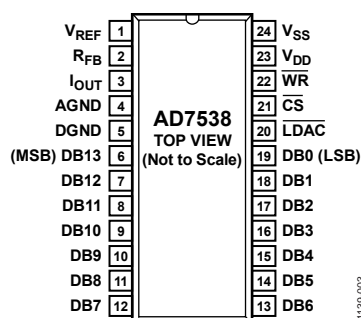 VREF 1
RFB 2
IOUT 3
AGND 4
DGND 5
(MSB) DB13 6
DB12 7
DB11 8
DB10 9
DB9 10
DB8 11
DB7 12
AD7538
TOP VIEW
(Not to Scale)
24 VSS
23 VDD
22 WR
21 CS
20 LDAC
19 DB0 (LSB)
18 DB1
17 DB2
16 DB3
15 DB4
14 DB5
13 DB6